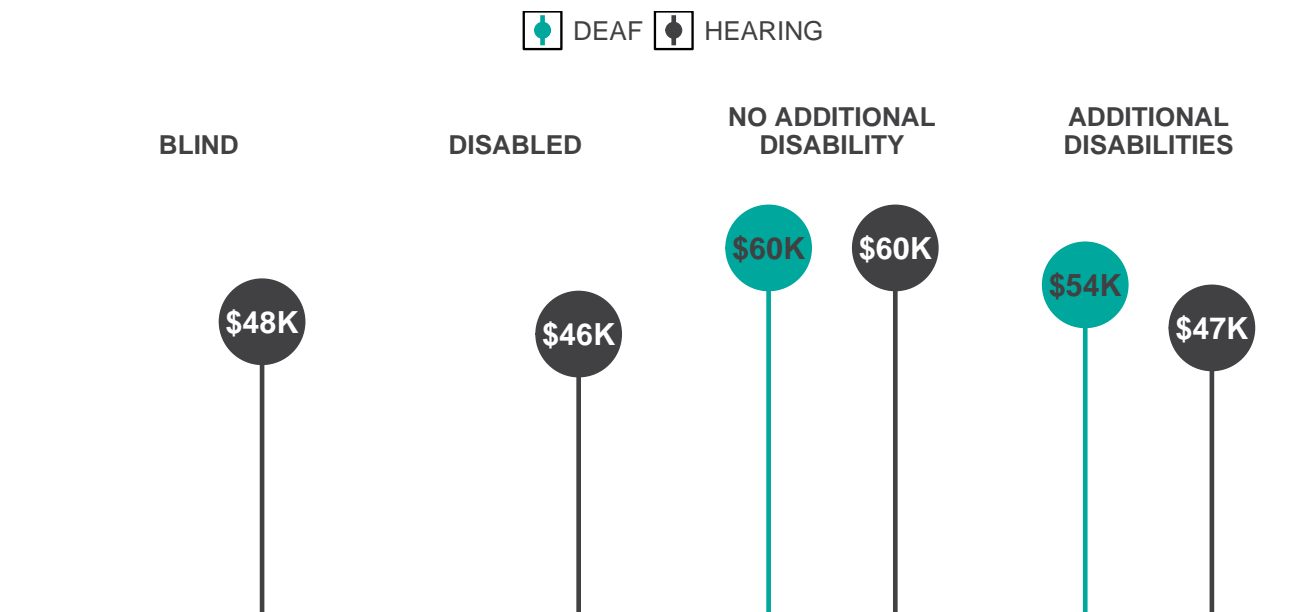 DEAF HEARING
BLIND
DISABLED
NO ADDITIONAL
DISABILITY
ADDITIONAL
DISABILITIES
$48K
$46K
$60K
$60K
$54K
$47K